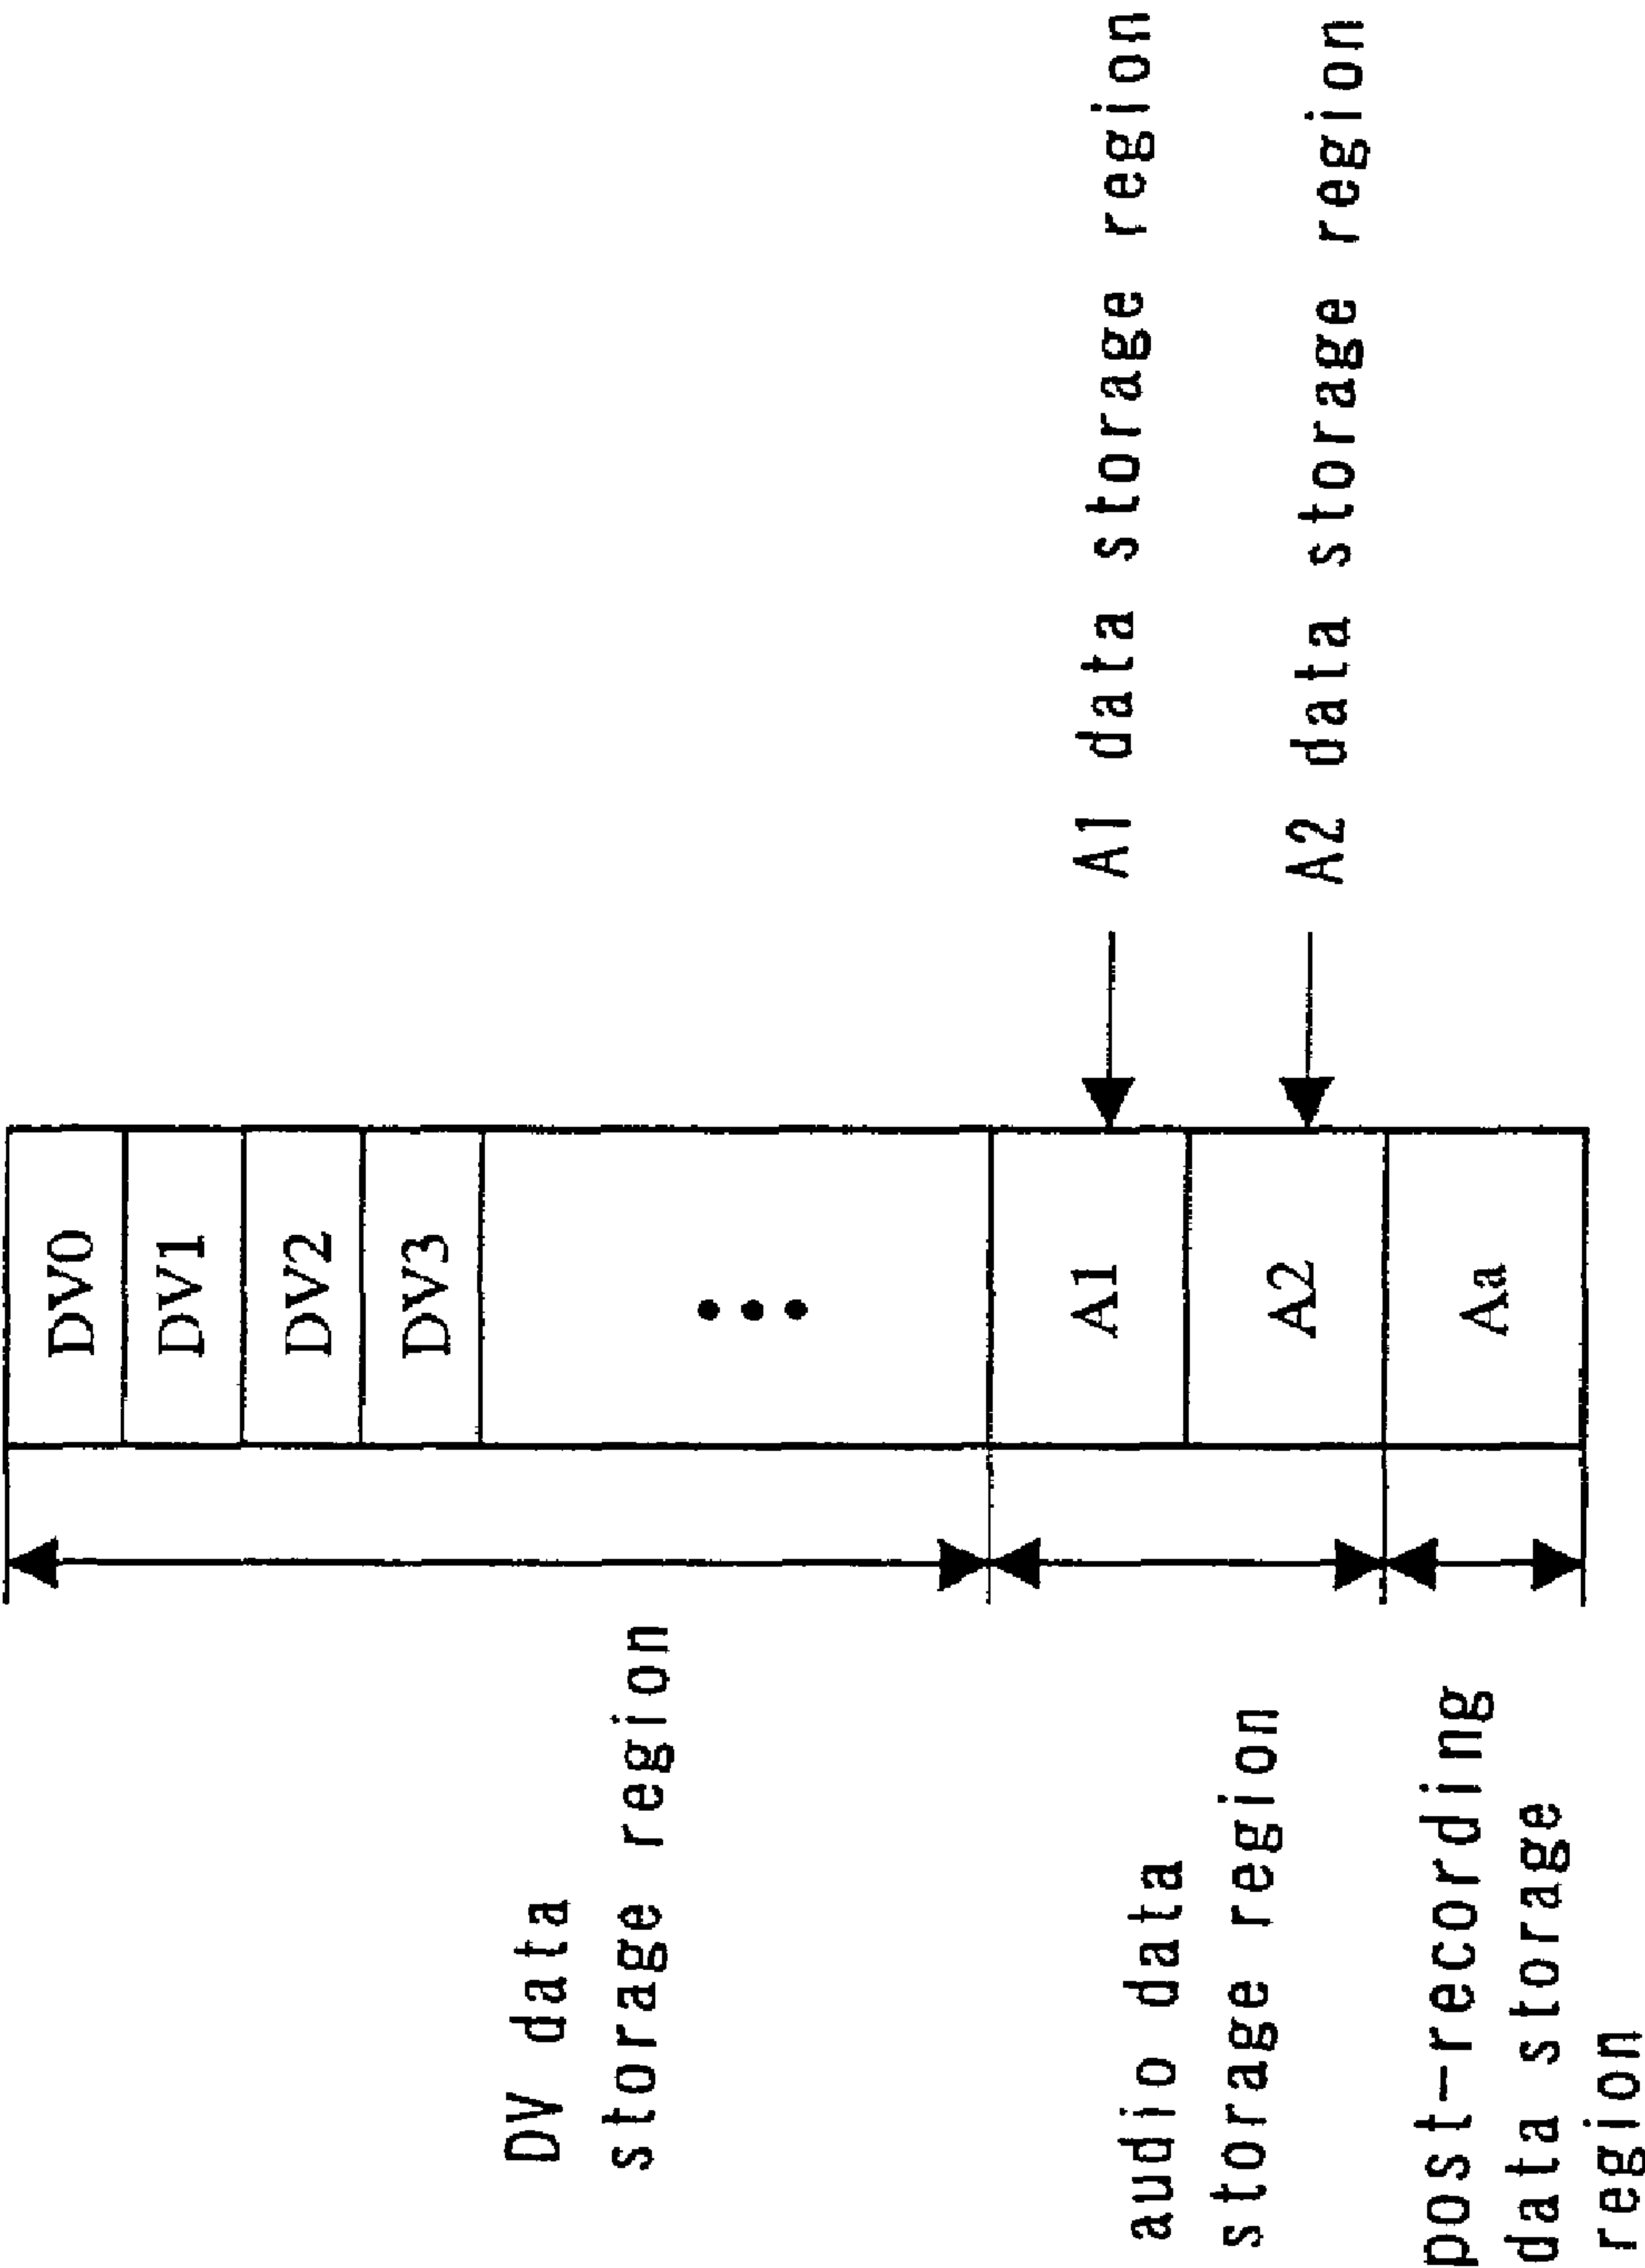 DV data
storage region
audio data
storage region
post-recording
data storage
region
DV0
DV1
DV2
DV3
A1
A2
Aa
A1 data storage region
A2 data storage region